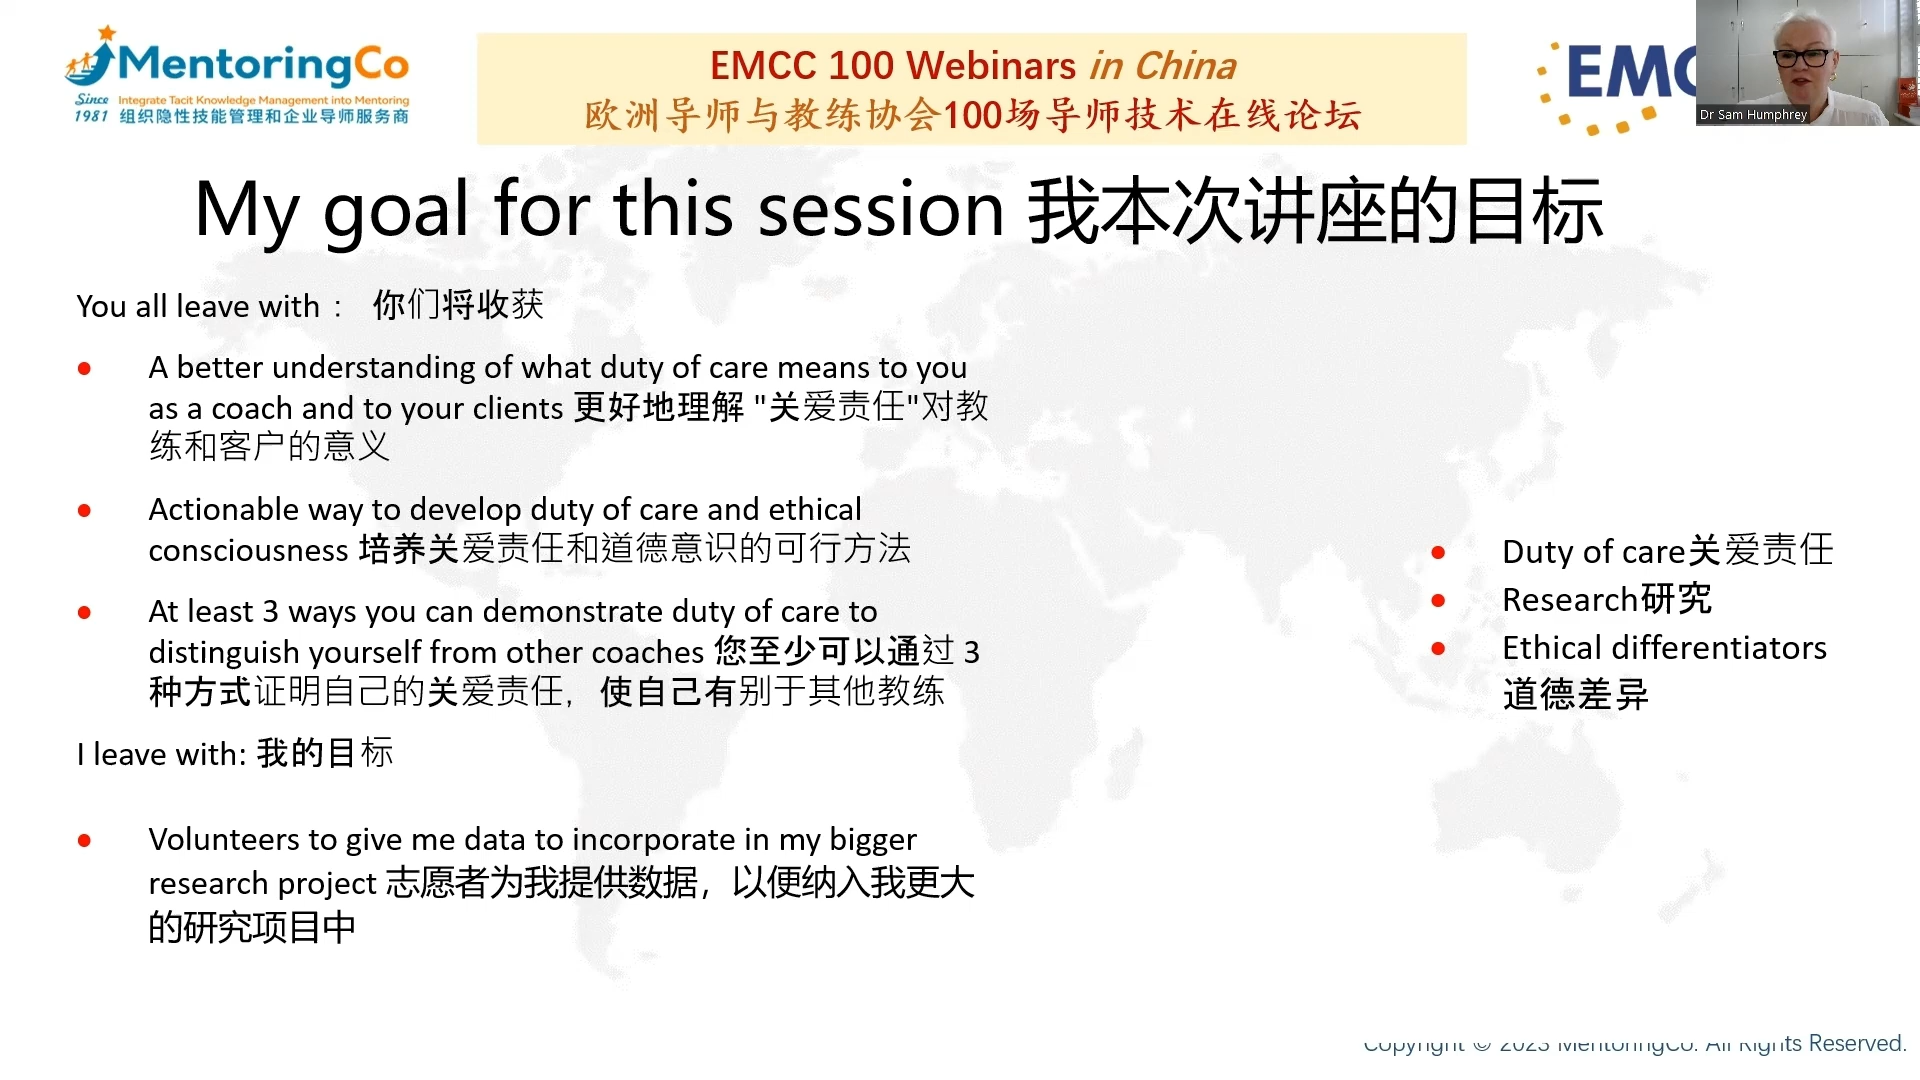 MentoringCo
Since
1981
Integrate Tacit Knowledge Management into Mentoring
组织隐性技能管理和企业导师服务商
EMCC 100 Webinars in China
欧洲导师与教练协会100场导师技术在线论坛
EMC
Dr Sam Humphrey
My goal for this session 我本次讲座的目标
You all leave with： 你们将收获
A better understanding of what duty of care means to you
as a coach and to your clients 更好地理解 "关爱责任"对教
练和客户的意义
Actionable way to develop duty of care and ethical
consciousness 培养关爱责任和道德意识的可行方法
At least 3 ways you can demonstrate duty of care to
distinguish yourself from other coaches 您至少可以通过 3
种方式证明自己的关爱责任，使自己有别于其他教练
I leave with: 我的目标
Volunteers to give me data to incorporate in my bigger
research project 志愿者为我提供数据，以便纳入我更大
的研究项目中
Duty of care关爱责任
Research研究
Ethical differentiators
道德差异
Copyright © 2023 MentoringCo. All Rights Reserved.